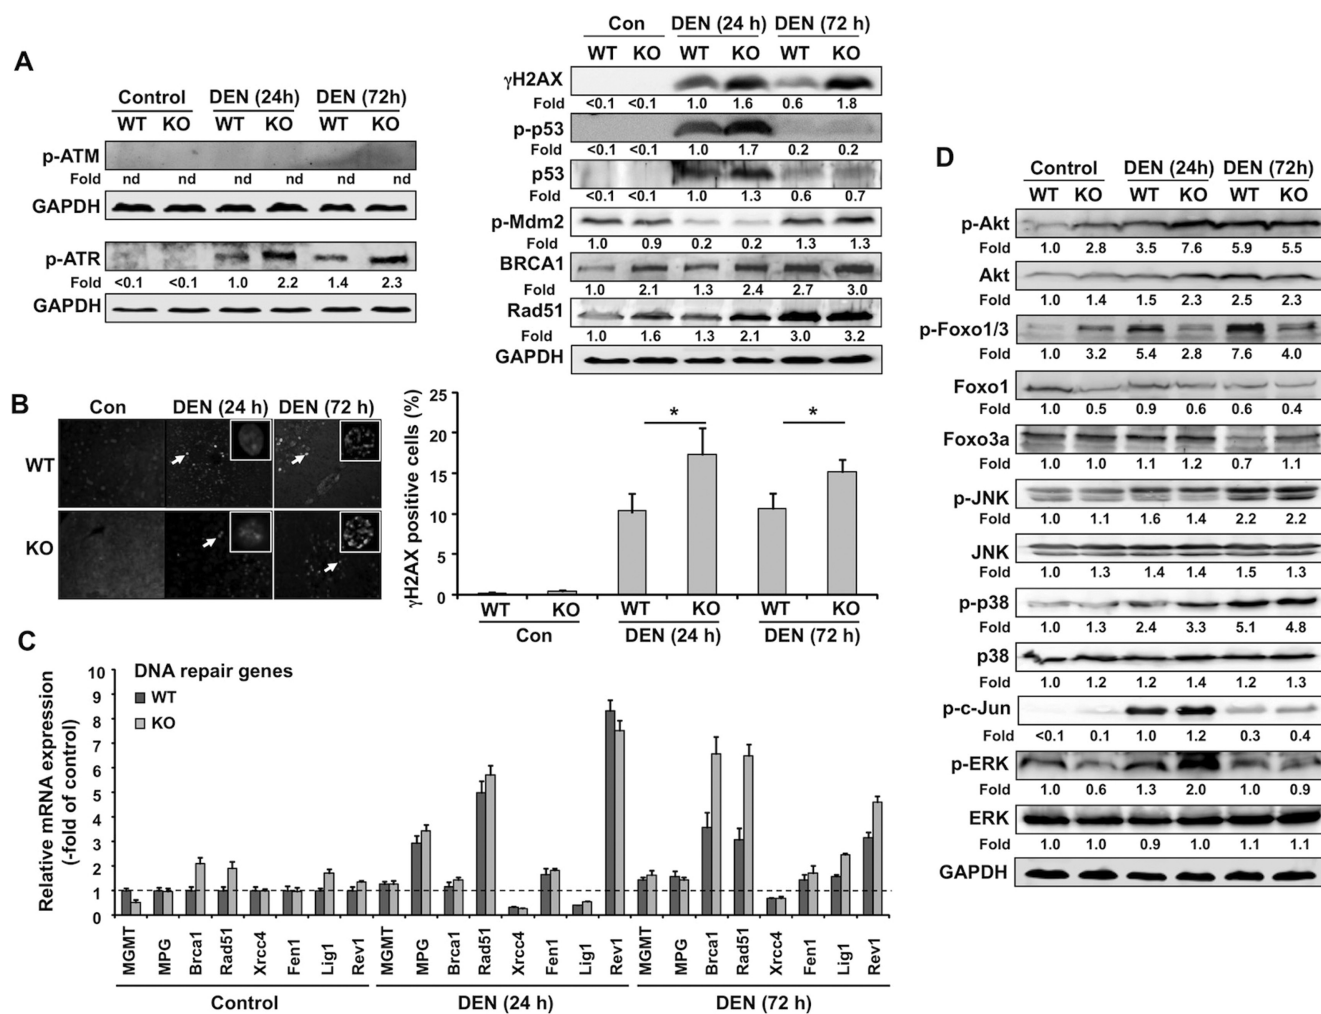 A
Control DEN (24h) DEN (72h)
WT KO WT KO WT KO
p-ATM
Fold nd nd nd nd nd nd
GAPDH
p-ATR
<0.1 <0.1 1.0 2.2 1.4 2.3
Fold
GAPDH
Con DEN (24 h) DEN (72 h)
WT KO WT KO WT KO
γH2AX
Fold <0.1 <0.1 1.0 1.6 0.6 1.8
p-p53
Fold <0.1 <0.1 1.0 1.7 0.2 0.2
p53
Fold <0.1 <0.1 1.0 1.3 0.6 0.7
p-Mdm2
Fold 1.0 0.9 0.2 0.2 1.3 1.3
BRCA1
Fold 1.0 2.1 1.3 2.4 2.7 3.0
Rad51
Fold 1.0 1.6 1.3 2.1 3.0 3.2
GAPDH
B
Con DEN (24 h) DEN (72 h)
WT
KO
γH2AX positive cells (%)
25
20
15
10
5
0
WT KO WT KO WT KO
Con DEN (24 h) DEN (72 h)
* *
C
DNA repair genes
WT
KO
Relative mRNA expression
(-fold of control)
10
9
8
7
6
5
4
3
2
1
0
MGMT MPG Brca1 Rad51 Xrcc4 Fen1 Lig1 Rev1 MGMT MPG Brca1 Rad51 Xrcc4 Fen1 Lig1 Rev1 MGMT MPG Brca1 Rad51 Xrcc4 Fen1 Lig1 Rev1
Control DEN (24 h) DEN (72 h)
D
Control DEN (24h) DEN (72h)
WT KO WT KO WT KO
p-Akt
Fold 1.0 2.8 3.5 7.6 5.9 5.5
Akt
Fold 1.0 1.4 1.5 2.3 2.5 2.3
p-Foxo1/3
Fold 1.0 3.2 5.4 2.8 7.6 4.0
Foxo1
Fold 1.0 0.5 0.9 0.6 0.6 0.4
Foxo3a
Fold 1.0 1.0 1.1 1.2 0.7 1.1
p-JNK
Fold 1.0 1.1 1.6 1.4 2.2 2.2
JNK
Fold 1.0 1.3 1.4 1.4 1.5 1.3
p-p38
Fold 1.0 1.3 2.4 3.3 5.1 4.8
p38
Fold 1.0 1.2 1.2 1.4 1.2 1.3
p-c-Jun
Fold <0.1 0.1 1.0 1.2 0.3 0.4
p-ERK
Fold 1.0 0.6 1.3 2.0 1.0 0.9
ERK
Fold 1.0 1.0 0.9 1.0 1.1 1.1
GAPDH